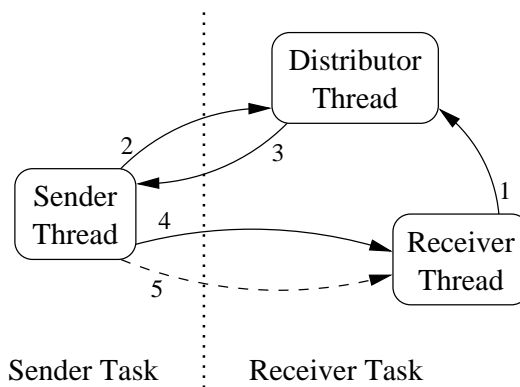 Distributor
Thread
2
3
1
Sender
Thread
4
Receiver
Thread
5
Sender Task
Receiver Task